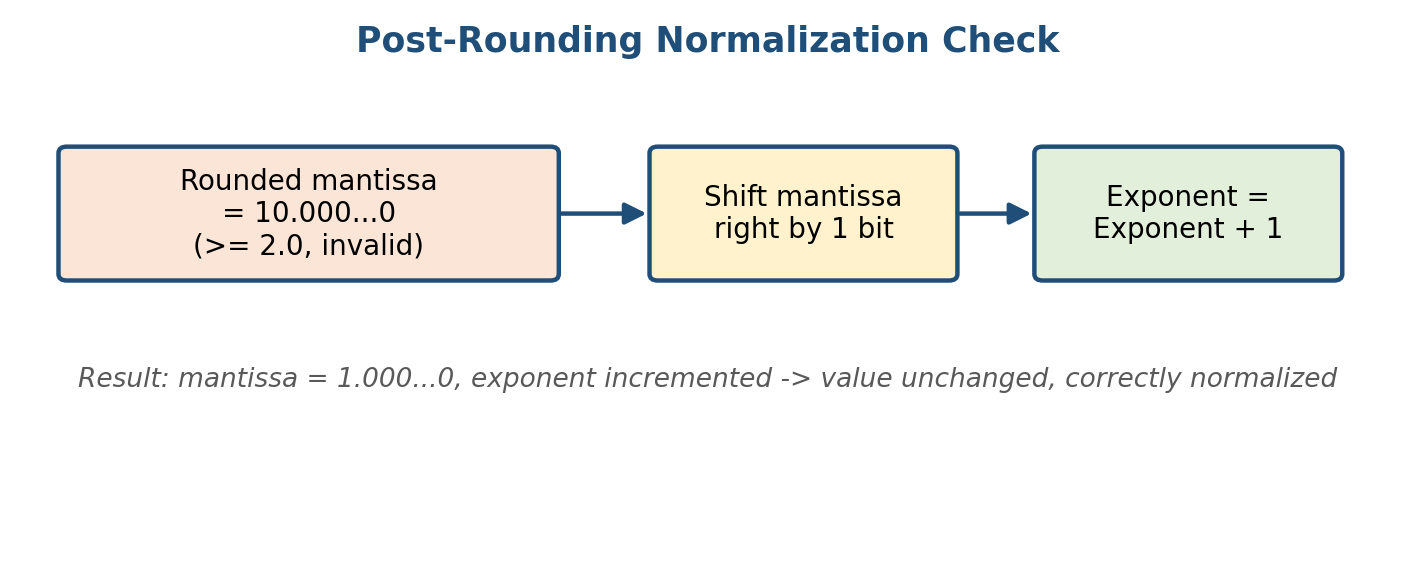 Post-Rounding Normalization Check
Rounded mantissa
= 10.000...0
(>= 2.0, invalid)
Shift mantissa
right by 1 bit
Exponent =
Exponent + 1
Result: mantissa = 1.000...0, exponent incremented -> value unchanged, correctly normalized